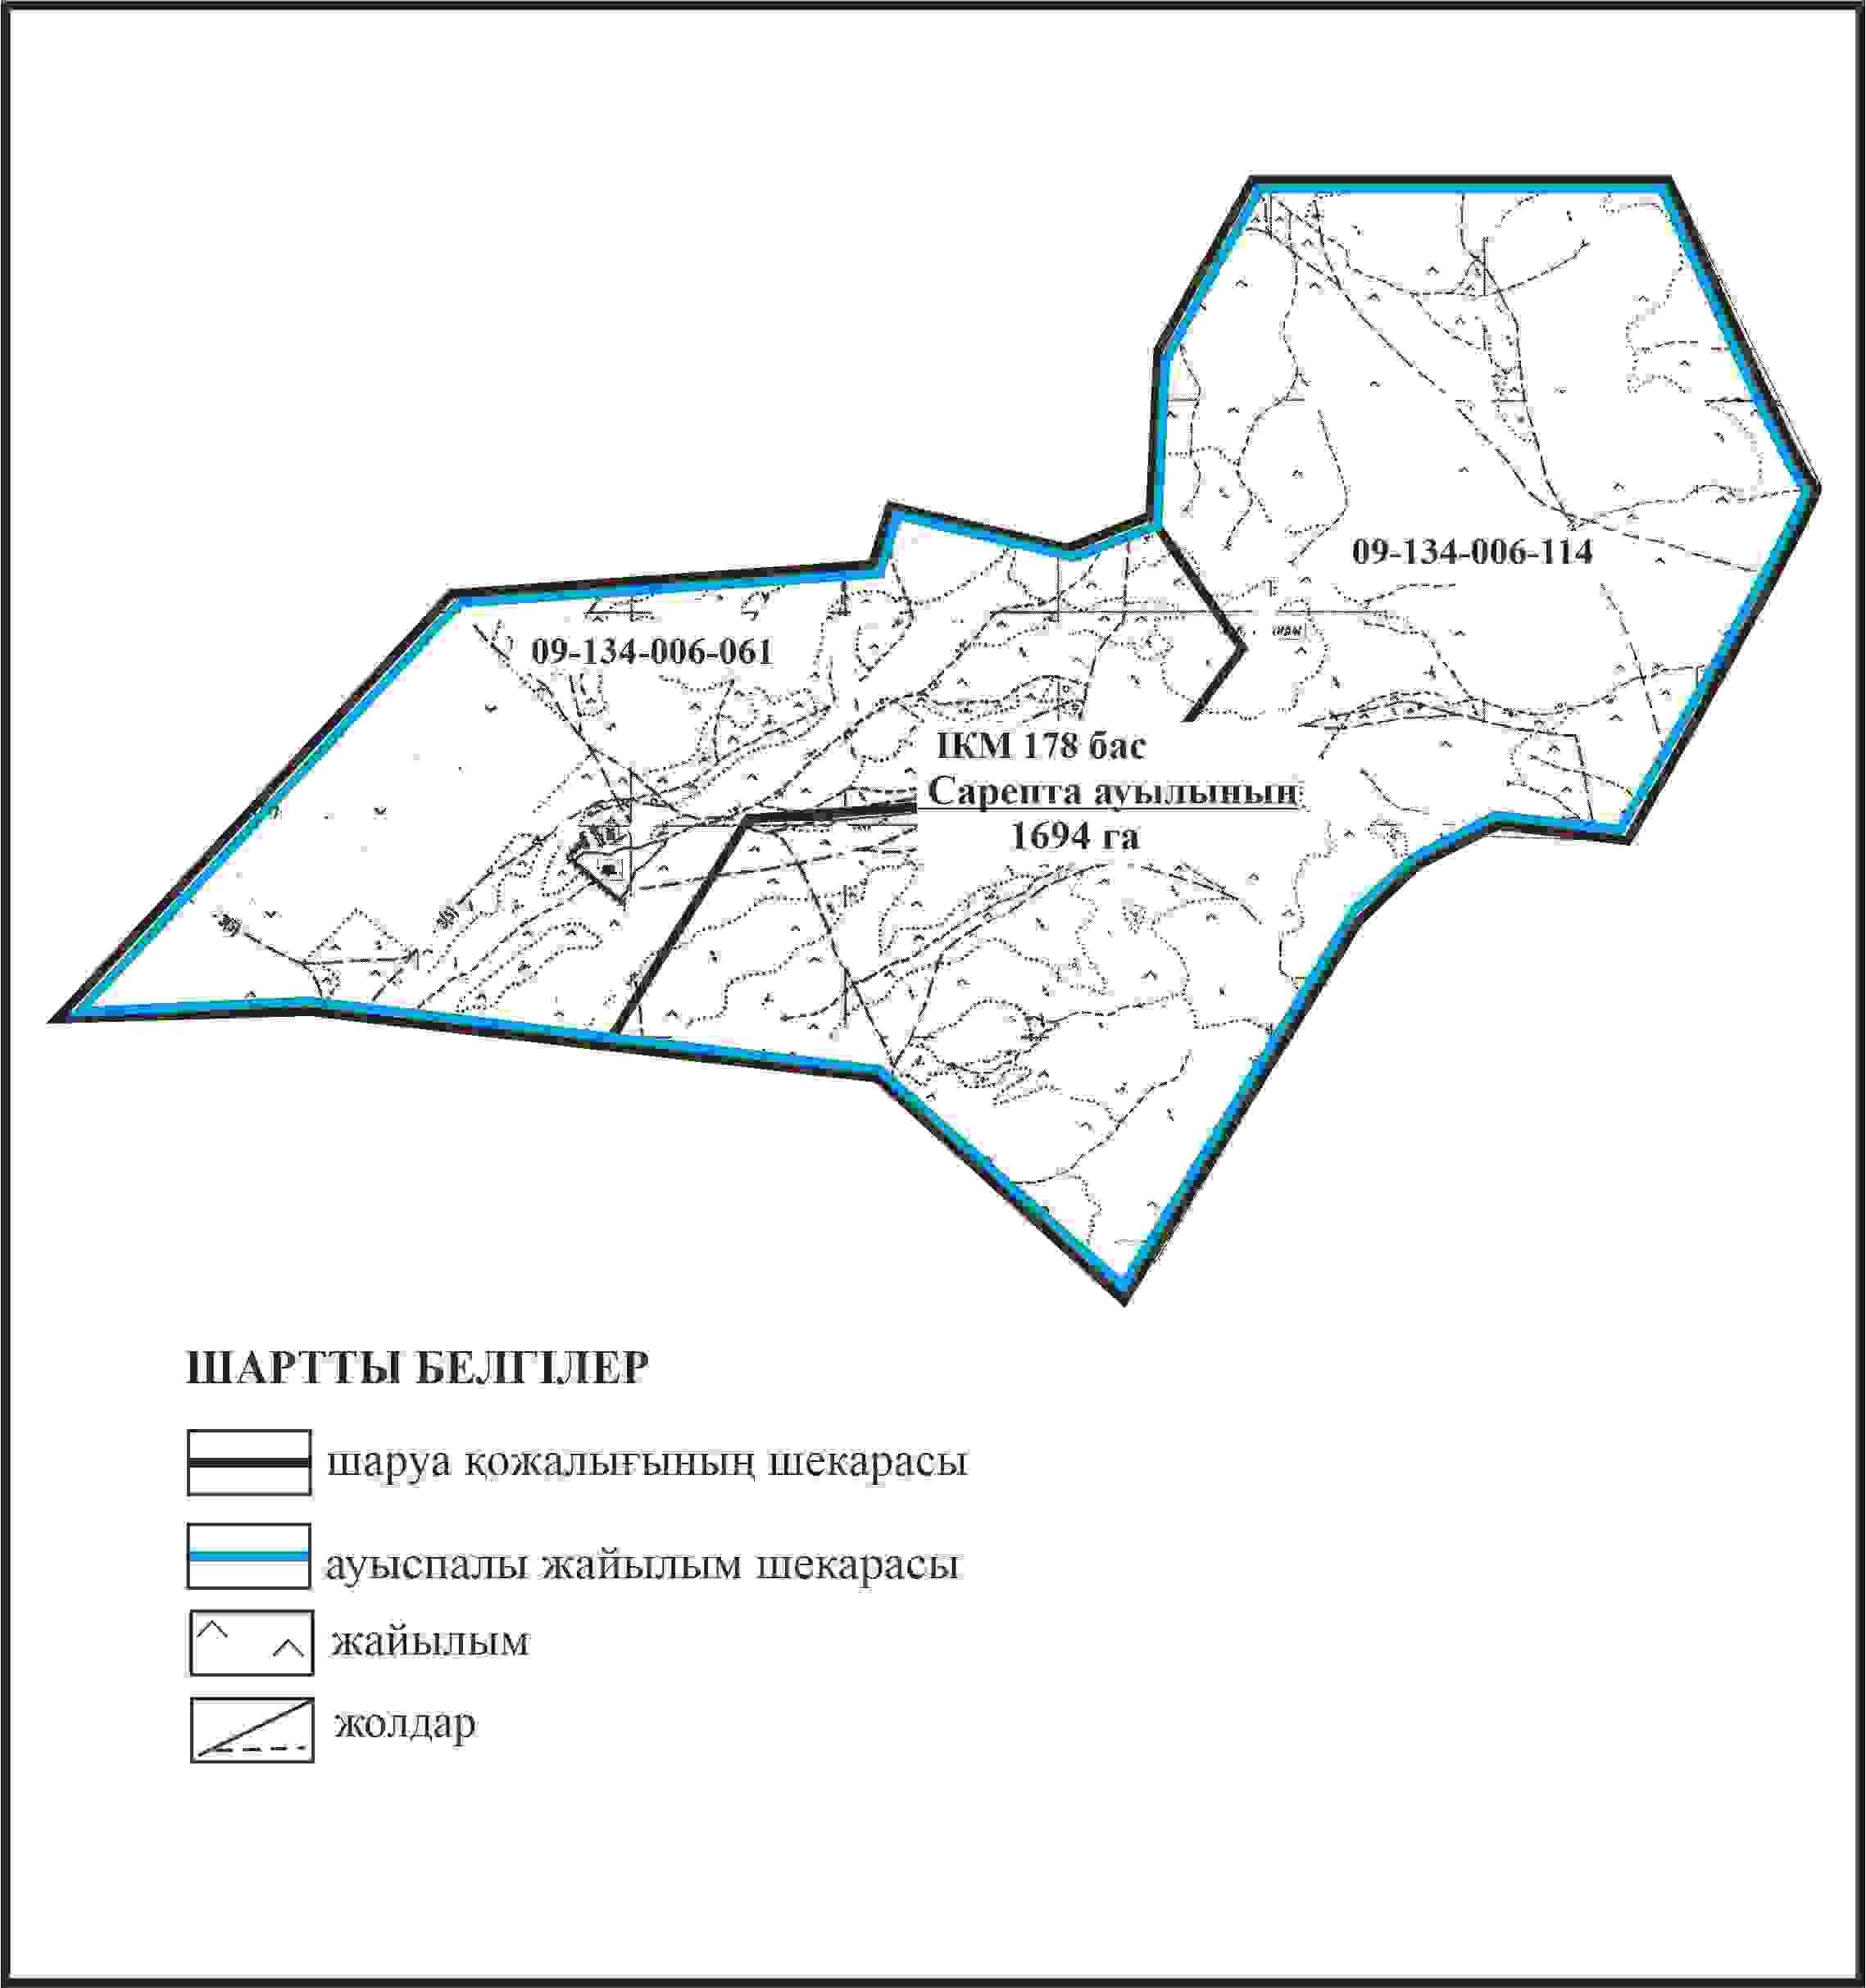 09-134-006-114
09-134-006-061
ІКМ 178 бас
Сарепта ауылының
1694 га
ШАРТТЫ БЕЛГІЛЕР
шаруа қожалығының шекарасы
ауыспалы жайылым шекарасы
жайылым
жолдар